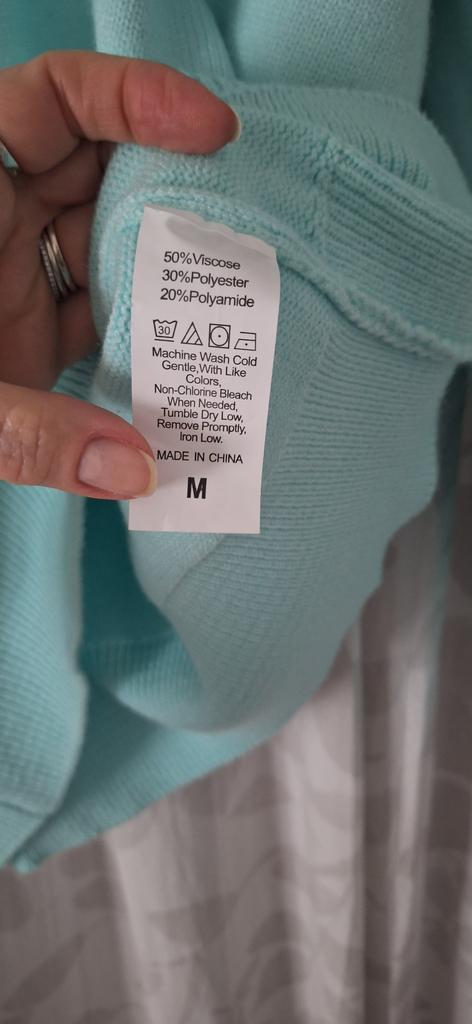 50%Viscose
30%Polyester
20%Polyamide
30
Machine Wash Cold
Gentle,With Like
Colors,
Non-Chlorine Bleach
When Needed,
Tumble Dry Low,
Remove Promptly,
Iron Low.
MADE IN CHINA
M